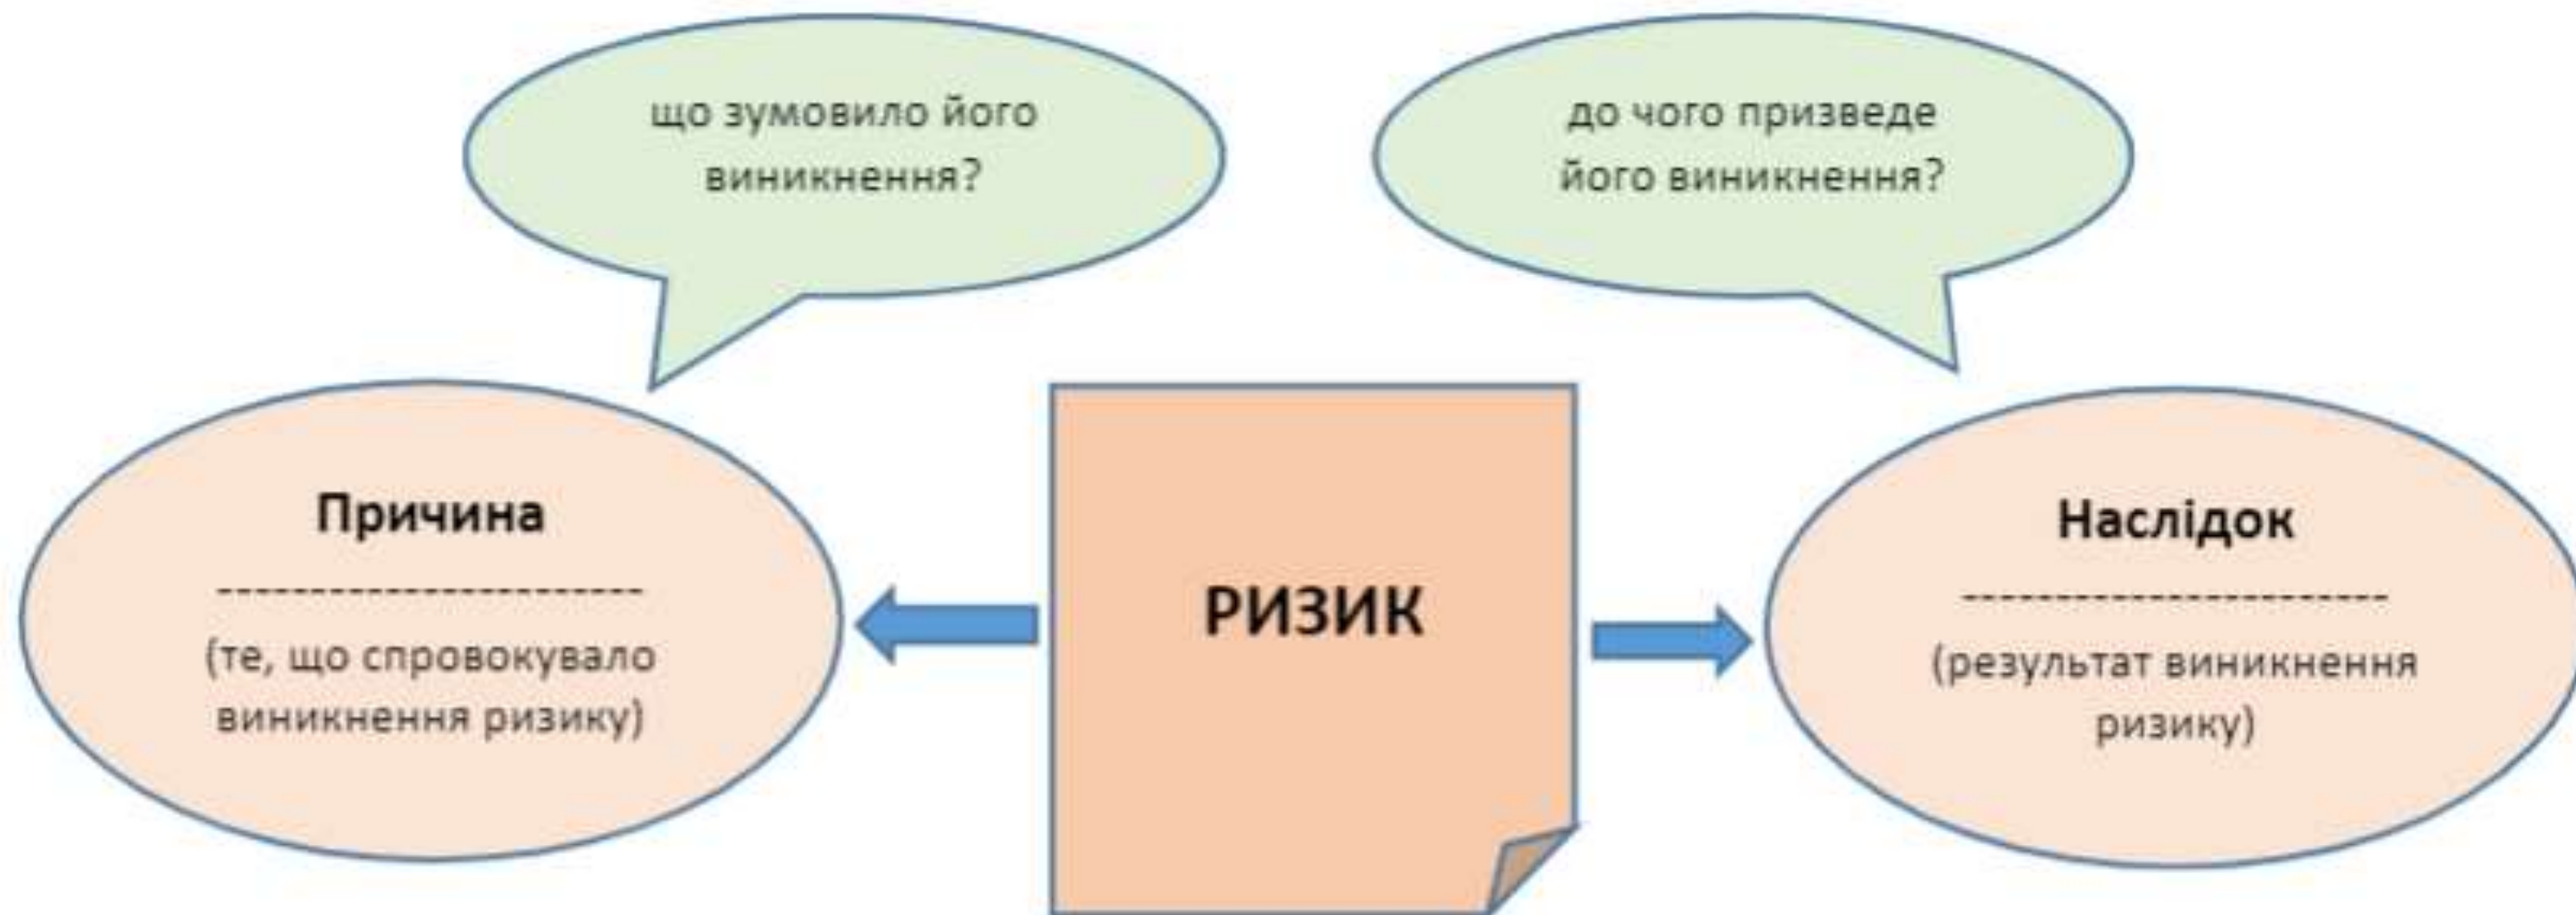 що зумовило його
виникнення?
до чого призведе
його виникнення?
Причина
-----------------------
(те, що спровокувало
виникнення ризику)
РИЗИК
Наслідок
-----------------------
(результат виникнення
ризику)